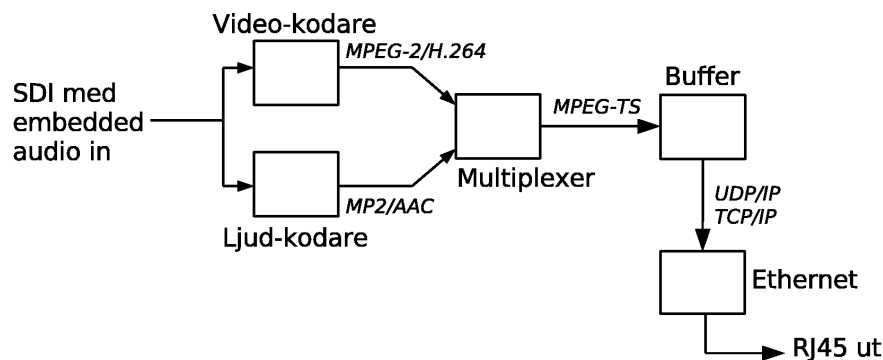 Video-kodare
MPEG-2/H.264
SDI med
embedded
audio in
Buffer
MPEG-TS
Multiplexer
MP2/AAC
Ljud-kodare
UDP/IP
TCP/IP
Ethernet
RJ45 ut